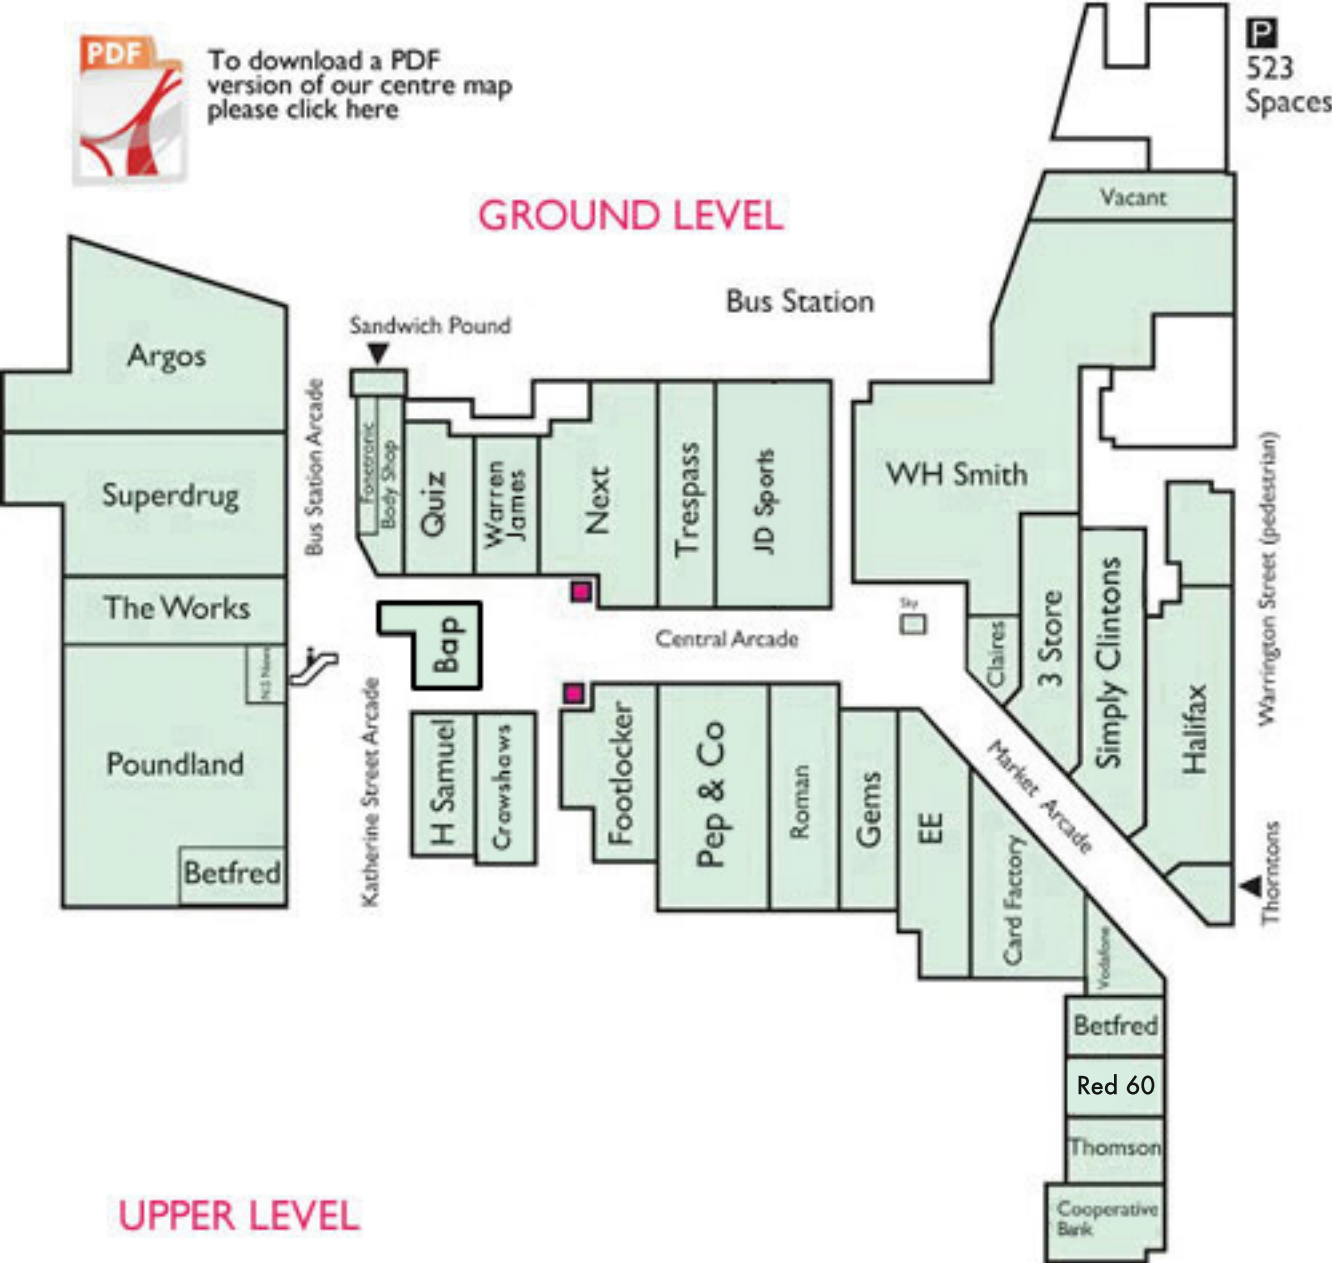 PDF
To download a PDF
version of our centre map
please click here
P
523
Spaces
GROUND LEVEL
Vacant
Bus Station
Sandwich Pound
Argos
Bus Station Arcade
Superdrug
Fonetronic
Body Shop
Quiz
Warren
James
Next
Trespass
JD Sports
WH Smith
Warrington Street (pedestrian)
The Works
Bap
Central Arcade
Sky
Claires
3 Store
Simply Clintons
Halifax
NJ News
Poundland
Katherine Street Arcade
H Samuel
Crawshaws
Footlocker
Pep & Co
Roman
Gems
EE
Market Arcade
Card Factory
Thorntons
Betfred
Vodafone
Betfred
Red 60
Thomson
Cooperative
Bank
UPPER LEVEL